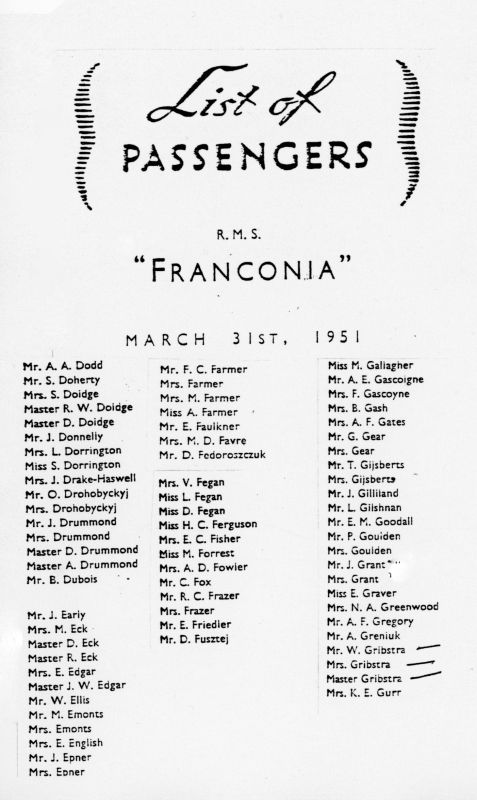 List of
PASSENGERS
R. M. S.
"FRANCONIA"
MARCH 31ST, 1951
Mr. A. A. Dodd
Mr. S. Doherty
Mrs. S. Doidge
Master R. W. Doidge
Master D. Doidge
Mr. J. Donnelly
Mrs. L. Dorrington
Miss S. Dorrington
Mrs. J. Drake-Haswell
Mr. O. Drohobyckyj
Mrs. Drohobyckyj
Mr. J. Drummond
Mrs. Drummond
Master D. Drummond
Master A. Drummond
Mr. B. Dubois
Mr. J. Early
Mrs. M. Eck
Master D. Eck
Master R. Eck
Mrs. E. Edgar
Master J. W. Edgar
Mr. W. Ellis
Mr. M. Emonts
Mrs. Emonts
Mrs. E. English
Mr. J. Epner
Mrs. Epner
Mr. F. C. Farmer
Mrs. Farmer
Mrs. M. Farmer
Miss A. Farmer
Mr. E. Faulkner
Mrs. M. D. Favre
Mr. D. Fedoroszczuk
Mrs. V. Fegan
Miss L. Fegan
Miss D. Fegan
Miss H. C. Ferguson
Mrs. E. C. Fisher
Miss M. Forrest
Mrs. A. D. Fowler
Mr. C. Fox
Mr. R. C. Frazer
Mrs. Frazer
Mr. E. Friedler
Mr. D. Fusztej
Miss M. Gallagher
Mr. A. E. Gascoigne
Mrs. F. Gascoyne
Mrs. B. Gash
Mrs. A. F. Gates
Mr. G. Gear
Mrs. Gear
Mr. T. Gijsberts
Mrs. Gijsberts
Mr. J. Gilliland
Mr. L. Glishnan
Mr. E. M. Goodall
Mr. P. Goulden
Mrs. Goulden
Mr. J. Grant
Mrs. Grant
Miss E. Graver
Mrs. N. A. Greenwood
Mr. A. F. Gregory
Mr. A. Greniuk
Mr. W. Gribstra
Mrs. Gribstra
Master Gribstra
Mrs. K. E. Gurr